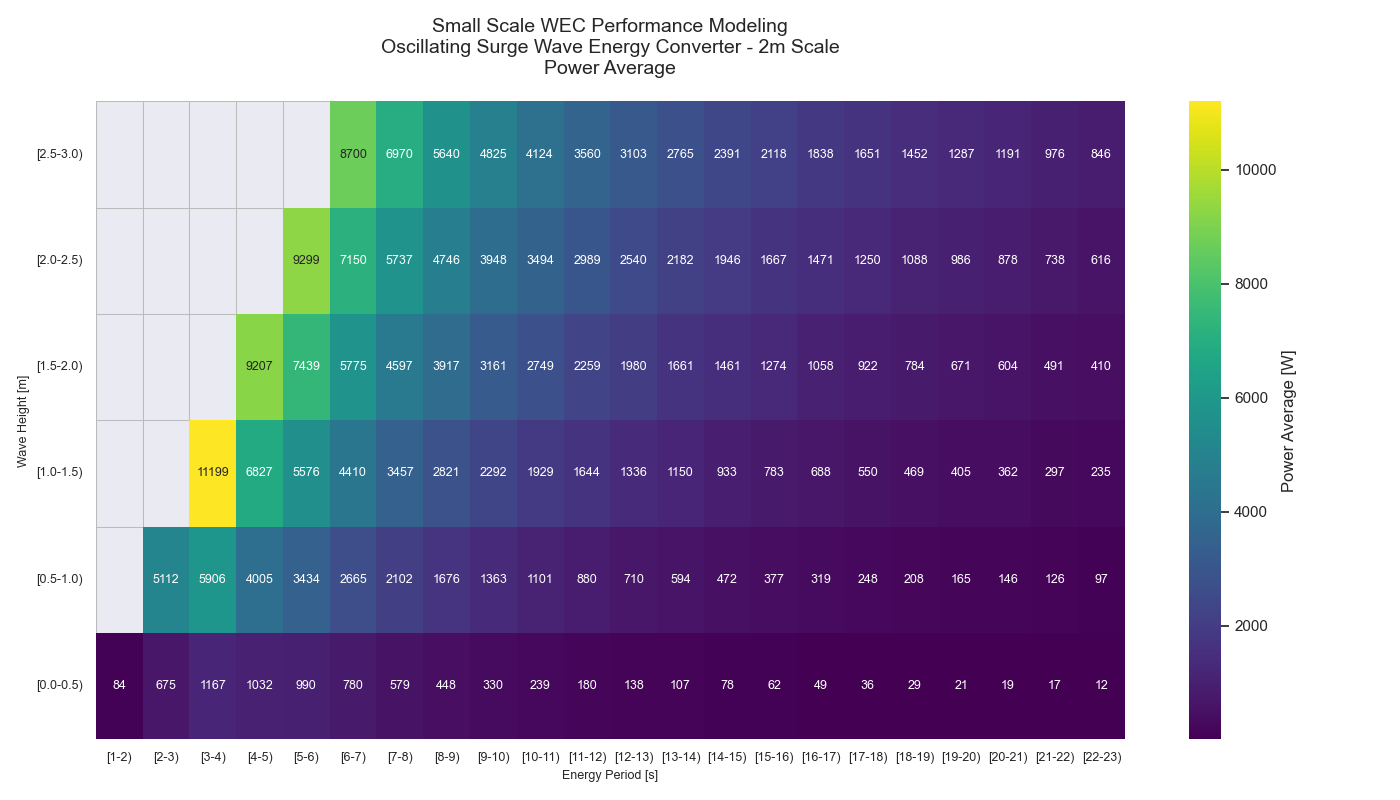 Small Scale WEC Performance Modeling
Oscillating Surge Wave Energy Converter - 2m Scale
Power Average
[2.5-3.0) 8700 6970 5640 4825 4124 3560 3103 2765 2391 2118 1838 1651 1452 1287 1191 976 846
[2.0-2.5) 9299 7150 5737 4746 3948 3494 2989 2540 2182 1946 1667 1471 1250 1088 986 878 738 616
[1.5-2.0) 9207 7439 5775 4597 3917 3161 2749 2259 1980 1661 1461 1274 1058 922 784 671 604 491 410
[1.0-1.5) 11199 6827 5576 4410 3457 2821 2292 1929 1644 1336 1150 933 783 688 550 469 405 362 297 235
[0.5-1.0) 5112 5906 4005 3434 2665 2102 1676 1363 1101 880 710 594 472 377 319 248 208 165 146 126 97
[0.0-0.5) 84 675 1167 1032 990 780 579 448 330 239 180 138 107 78 62 49 36 29 21 19 17 12
[1-2) [2-3) [3-4) [4-5) [5-6) [6-7) [7-8) [8-9) [9-10) [10-11) [11-12) [12-13) [13-14) [14-15) [15-16) [16-17) [17-18) [18-19) [19-20) [20-21) [21-22) [22-23)
Energy Period [s]
Wave Height [m]
10000
8000
6000
4000
2000
Power Average [W]